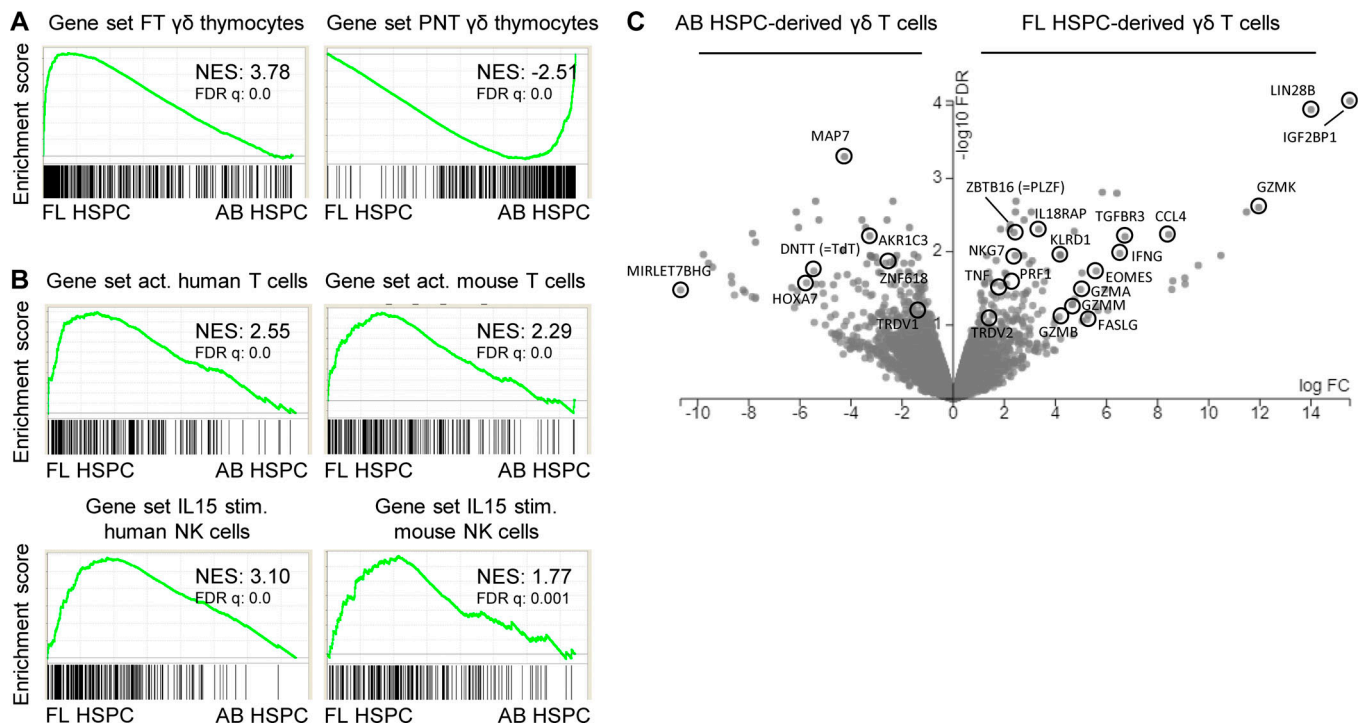 A
Gene set FT γδ thymocytes
Gene set PNT γδ thymocytes
Enrichment score
NES: 3.78
FDR q: 0.0
NES: -2.51
FDR q: 0.0
FL HSPC
AB HSPC
FL HSPC
AB HSPC
B
Gene set act. human T cells
Gene set act. mouse T cells
Enrichment score
NES: 2.55
FDR q: 0.0
NES: 2.29
FDR q: 0.0
FL HSPC
AB HSPC
FL HSPC
AB HSPC
Gene set IL15 stim.
human NK cells
Gene set IL15 stim.
mouse NK cells
Enrichment score
NES: 3.10
FDR q: 0.0
NES: 1.77
FDR q: 0.001
FL HSPC
AB HSPC
FL HSPC
AB HSPC
C
AB HSPC-derived γδ T cells
FL HSPC-derived γδ T cells
-log10 FDR
4
3
2
1
LIN28B
IGF2BP1
MAP7
GZMK
ZBTB16 (=PLZF)
IL18RAP
TGFBR3
CCL4
AKR1C3
NKG7
KLRD1
IFNG
DNTT (=TdT)
ZNF618
MIRLET7BHG
HOXA7
TNF
PRF1
EOMES
GZMA
GZMM
TRDV1
TRDV2
GZMB
FASLG
log FC
-10
-8
-6
-4
-2
0
2
4
6
8
10
12
14